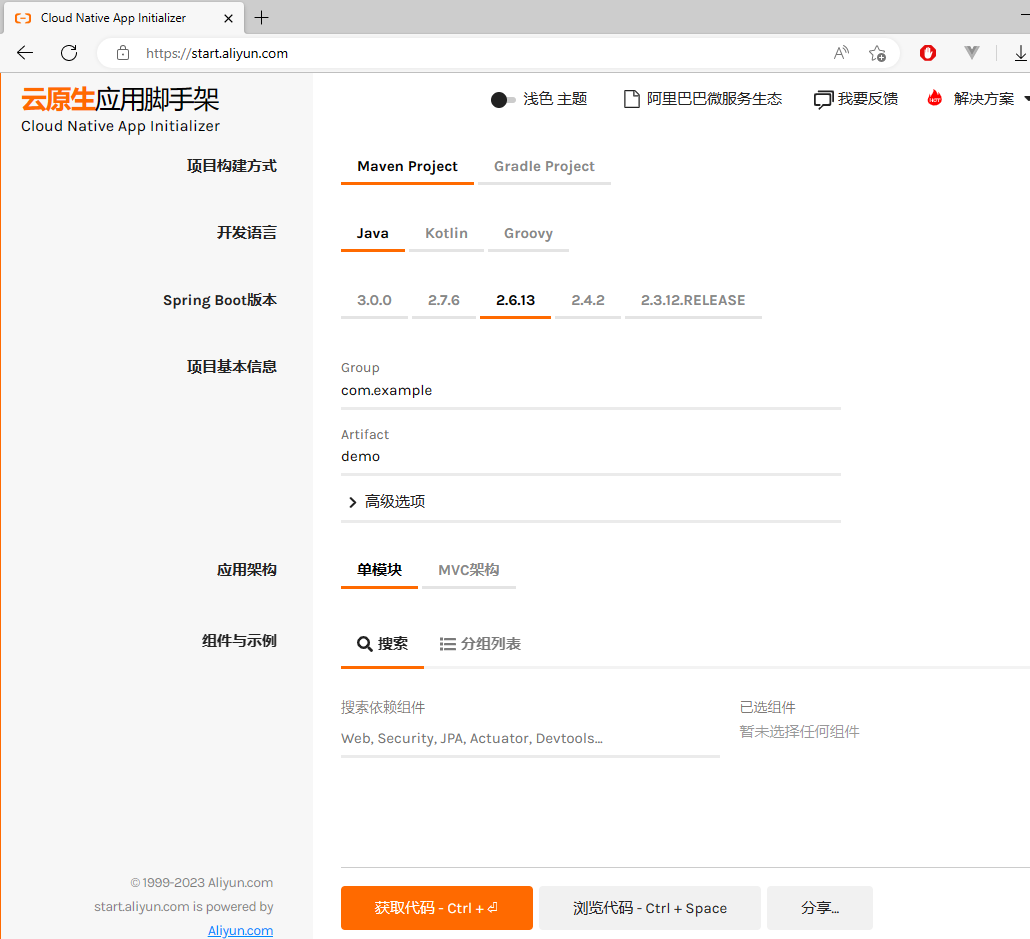 Cloud Native App Initializer
https://start.aliyun.com
云原生应用脚手架
Cloud Native App Initializer
浅色 主题
阿里巴巴微服务生态
我要反馈
HOT 解决方案
项目构建方式
Maven Project
Gradle Project
开发语言
Java
Kotlin
Groovy
Spring Boot版本
3.0.0
2.7.6
2.6.13
2.4.2
2.3.12.RELEASE
项目基本信息
Group
com.example
Artifact
demo
高级选项
应用架构
单模块
MVC架构
组件与示例
搜索
分组列表
搜索依赖组件
Web, Security, JPA, Actuator, Devtools...
已选组件
暂未选择任何组件
© 1999-2023 Aliyun.com
start.aliyun.com is powered by
Aliyun.com
获取代码 - Ctrl + ⏎
浏览代码 - Ctrl + Space
分享...